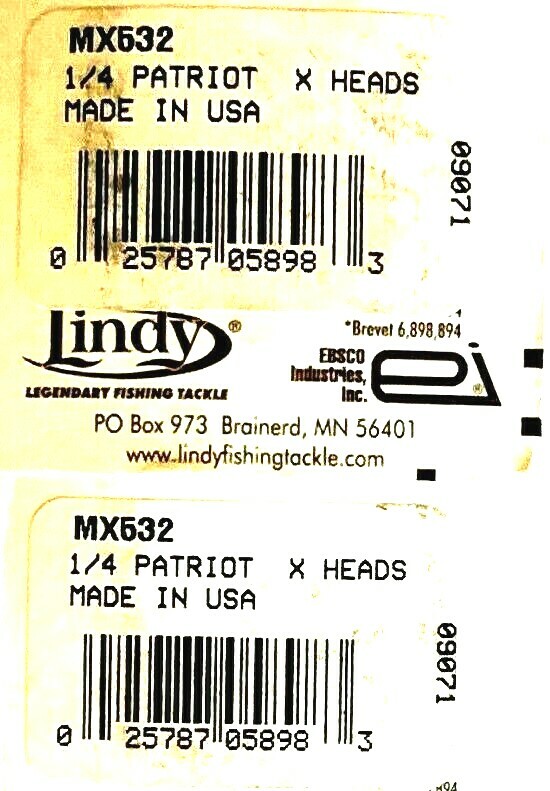 MX532
1/4 PATRIOT X HEADS
MADE IN USA
09071
0 25787 05898 3
Lindy®
LEGENDARY FISHING TACKLE
*Brevet 6,898,894
EBSCO
Industries,
Inc.
ei®
PO Box 973 Brainerd, MN 56401
www.lindyfishingtackle.com
MX532
1/4 PATRIOT X HEADS
MADE IN USA
09071
0 25787 05898 3